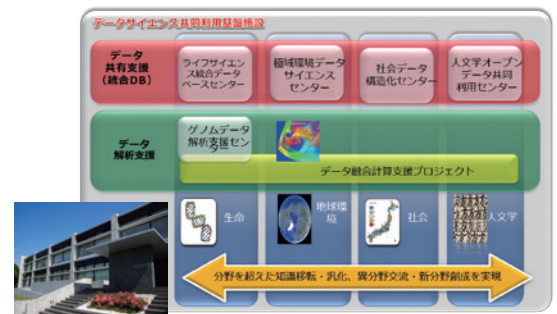 データサイエンス共同利用基盤施設
データ
共有支援
(統合DB)
ライフサイエン
ス統合データ
ベースセンター
極域環境データ
サイエンス
センター
社会データ
構造化センター
人文学オープン
データ共同
利用センター
データ
解析支援
ゲノムデータ
解析支援セン
ター
データ融合計算支援プロジェクト
生命
地球環
境
社会
人文学
分野を超えた知識移転・汎化、異分野交流・新分野創成を実現